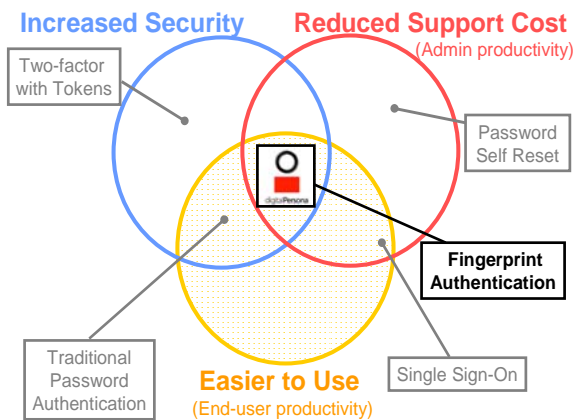 Increased Security
Reduced Support Cost
(Admin productivity)
Two-factor
with Tokens
Password
Self Reset
digitalPersona
Fingerprint
Authentication
Traditional
Password
Authentication
Single Sign-On
Easier to Use
(End-user productivity)